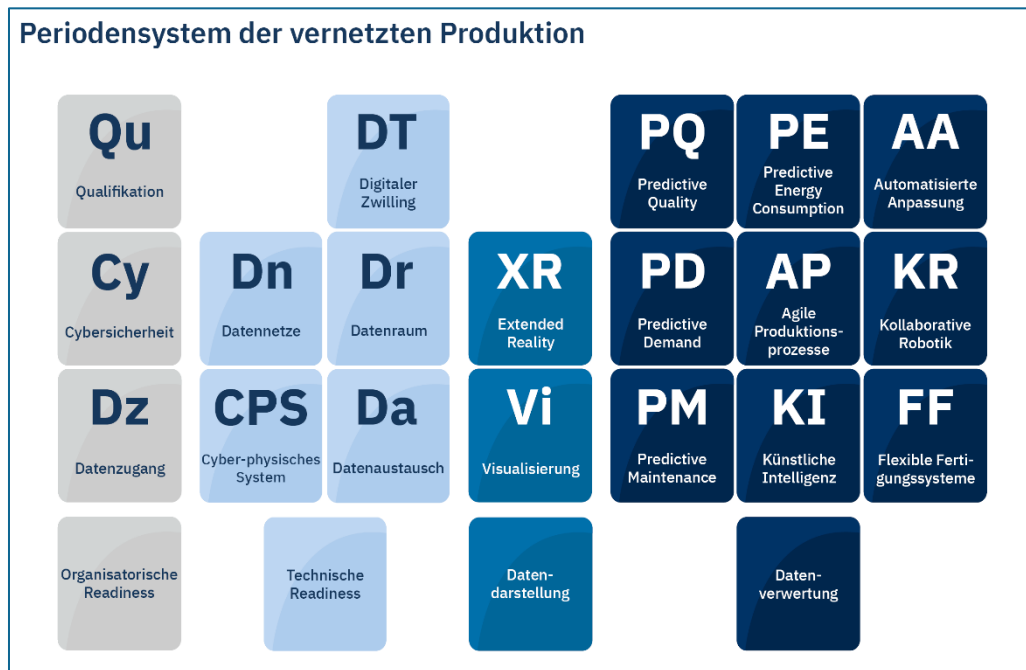 Periodensystem der vernetzten Produktion
Qu
Qualifikation
DT
Digitaler
Zwilling
PQ
Predictive
Quality
PE
Predictive
Energy
Consumption
AA
Automatisierte
Anpassung
Cy
Cybersicherheit
Dn
Datennetze
Dr
Datenraum
XR
Extended
Reality
PD
Predictive
Demand
AP
Agile
Produktions-
prozesse
KR
Kollaborative
Robotik
Dz
Datenzugang
CPS
Cyber-physisches
System
Da
Datenaustausch
Vi
Visualisierung
PM
Predictive
Maintenance
KI
Künstliche
Intelligenz
FF
Flexible Ferti-
gungssysteme
Organisatorische
Readiness
Technische
Readiness
Daten-
darstellung
Daten-
verwertung